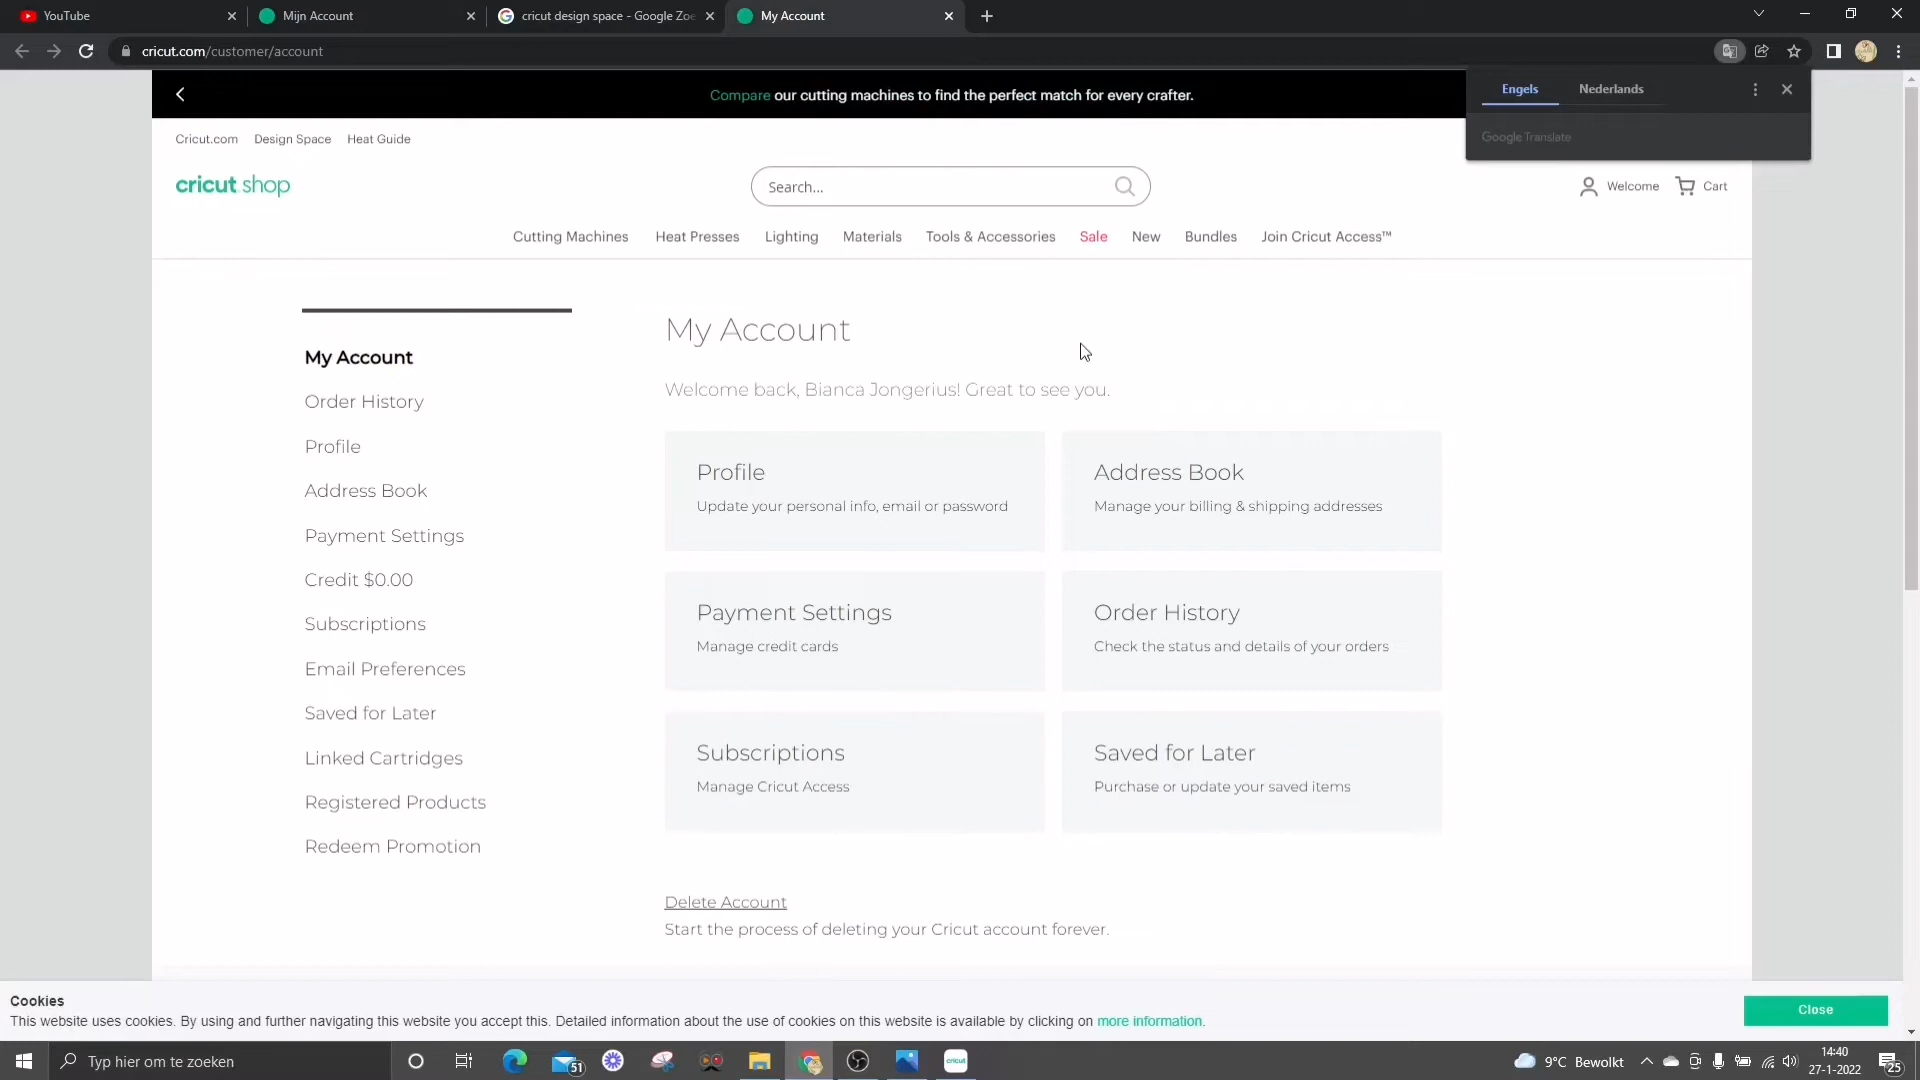 YouTube
Mijn Account
cricut design space - Google Zoe
My Account
cricut.com/customer/account
Compare our cutting machines to find the perfect match for every crafter.
Engels
Nederlands
Google Translate
Cricut.com
Design Space
Heat Guide
cricut shop
Search...
Welcome
Cart
Cutting Machines
Heat Presses
Lighting
Materials
Tools & Accessories
Sale
New
Bundles
Join Cricut Access™
My Account
Order History
Profile
Address Book
Payment Settings
Credit $0.00
Subscriptions
Email Preferences
Saved for Later
Linked Cartridges
Registered Products
Redeem Promotion
My Account
Welcome back, Bianca Jongerius! Great to see you.
Profile
Update your personal info, email or password
Address Book
Manage your billing & shipping addresses
Payment Settings
Manage credit cards
Order History
Check the status and details of your orders
Subscriptions
Manage Cricut Access
Saved for Later
Purchase or update your saved items
Delete Account
Start the process of deleting your Cricut account forever.
Cookies
This website uses cookies. By using and further navigating this website you accept this. Detailed information about the use of cookies on this website is available by clicking on more information.
Close
Typ hier om te zoeken
51
cricut
9°C Bewolkt
14:40
27-1-2022
25